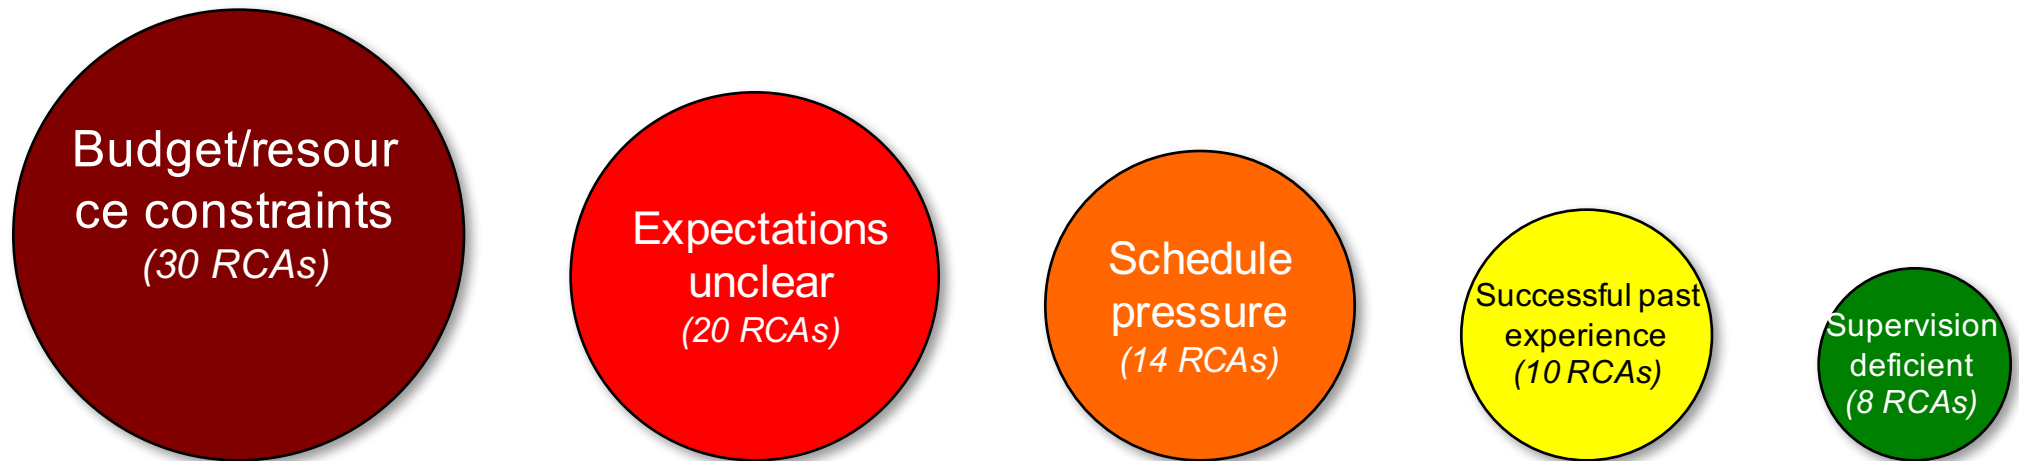 Budget/resour
ce constraints
(30 RCAs)
Expectations
unclear
(20 RCAs)
Schedule
pressure
(14 RCAs)
Successful past
experience
(10 RCAs)
Supervision
deficient
(8 RCAs)